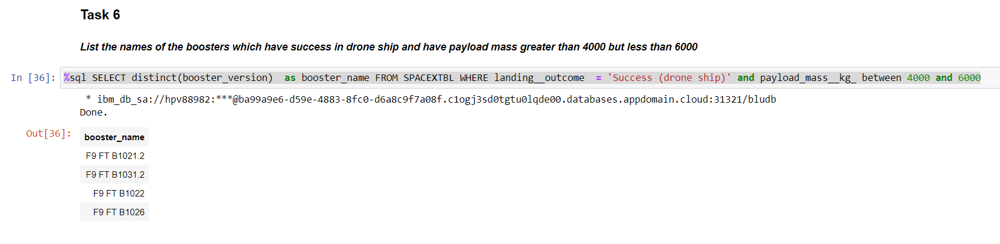 Task 6
List the names of the boosters which have success in drone ship and have payload mass greater than 4000 but less than 6000
In [36]: %sql SELECT distinct(booster_version)  as booster_name FROM SPACEXTBL WHERE landing__outcome  = 'Success (drone ship)' and payload_mass__kg_ between 4000 and 6000
* ibm_db_sa://hpv88982:***@ba99a9e6-d59e-4883-8fc0-d6a8c9f7a08f.c1ogj3sd0tgtu0lqde00.databases.appdomain.cloud:31321/bludb
Done.
Out[36]: booster_name
F9 FT B1021.2
F9 FT B1031.2
F9 FT B1022
F9 FT B1026